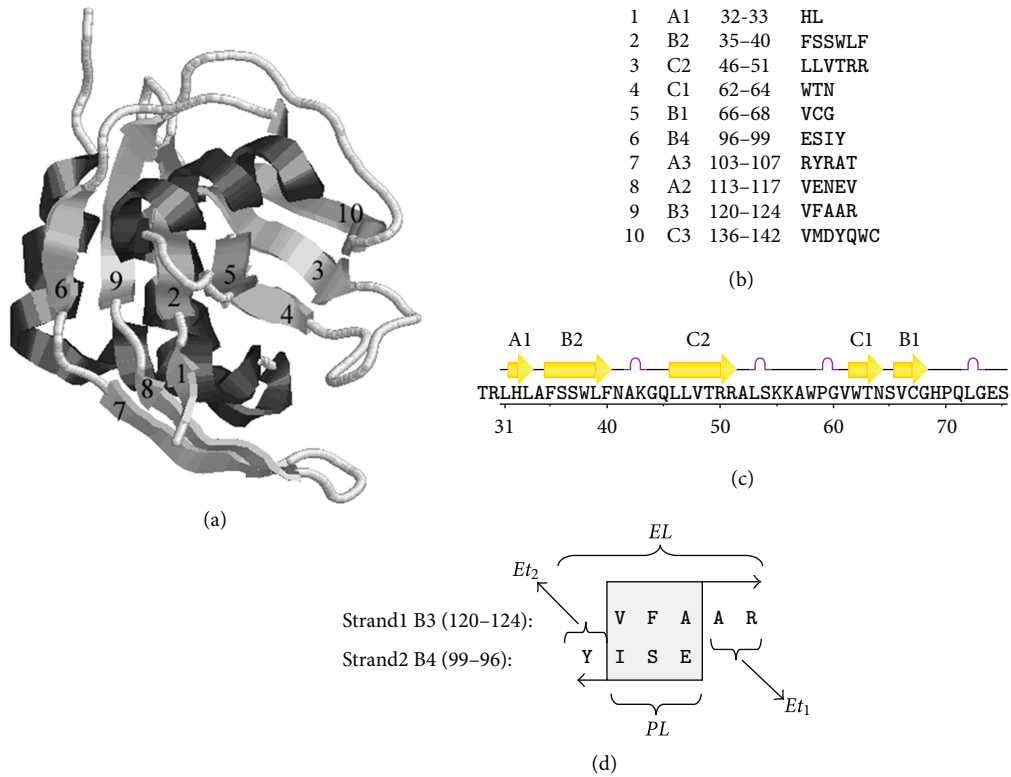 10
3
5
4
6
9
2
1
8
7
(a)
1 A1 32-33 HL
2 B2 35–40 FSSWLF
3 C2 46–51 LLVTRR
4 C1 62–64 WTN
5 B1 66–68 VCG
6 B4 96–99 ESIY
7 A3 103–107 RYRAT
8 A2 113–117 VENEV
9 B3 120–124 VFAAR
10 C3 136–142 VMDYQWC
(b)
A1 B2 C2 C1 B1
TRLHLAFSSWLFNAKGQLLVTRRALSKKAWPGVWTNSVCGHPQLGES
31 40 50 60 70
(c)
EL
Et2
Strand1 B3 (120–124): V F A A R
Strand2 B4 (99–96): Y I S E
Et1
PL
(d)